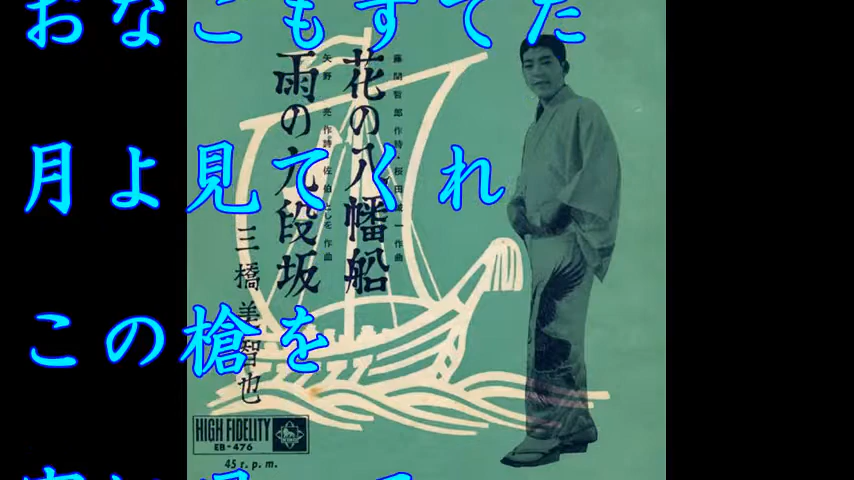 おなごもすてた
月よ見てくれ
この槍を
花の八幡船
藤間哲郎作詩・桜田誠一作曲
雨の九段坂
矢野亮作詩・佐伯としを作曲
三橋美智也
HIGH FIDELITY
EB-476
45 r.p.m.